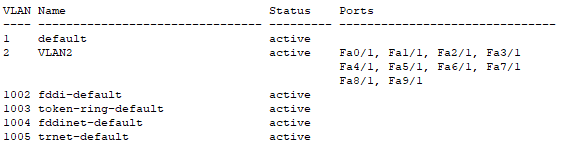 VLAN Name                             Status    Ports
---- -------------------------------- --------- -------------------------------
1    default                          active
2    VLAN2                            active    Fa0/1, Fa1/1, Fa2/1, Fa3/1
                                                Fa4/1, Fa5/1, Fa6/1, Fa7/1
                                                Fa8/1, Fa9/1
1002 fddi-default                     active
1003 token-ring-default               active
1004 fddinet-default                  active
1005 trnet-default                    active